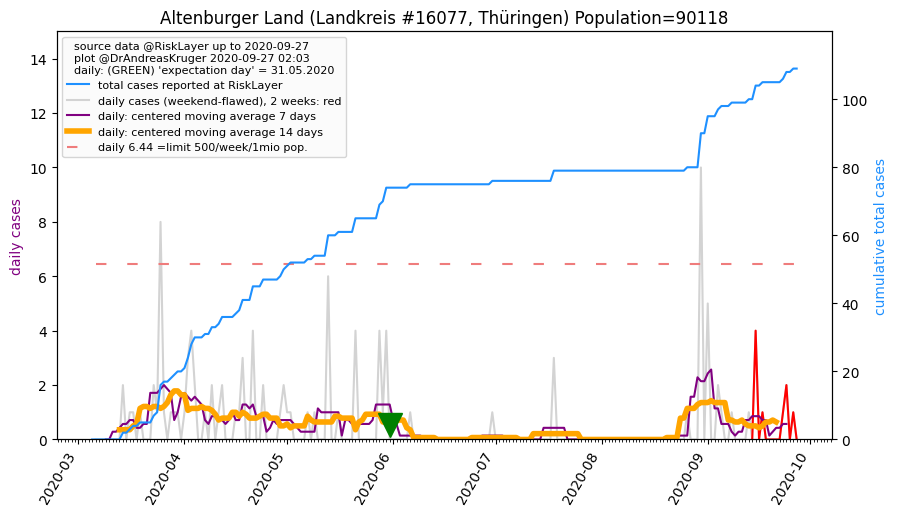 Altenburger Land (Landkreis #16077, Thüringen) Population=90118
source data @RiskLayer up to 2020-09-27
plot @DrAndreasKruger 2020-09-27 02:03
daily: (GREEN) 'expectation day' = 31.05.2020
total cases reported at RiskLayer
daily cases (weekend-flawed), 2 weeks: red
daily: centered moving average 7 days
daily: centered moving average 14 days
daily 6.44 =limit 500/week/1mio pop.
daily cases
14
12
10
8
6
4
2
0
cumulative total cases
100
80
60
40
20
0
2020-03
2020-04
2020-05
2020-06
2020-07
2020-08
2020-09
2020-10